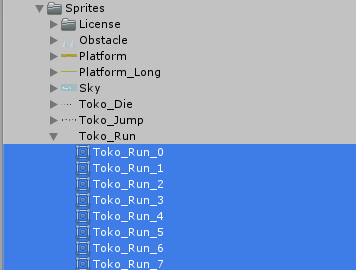 Sprites
License
Obstacle
Platform
Platform_Long
Sky
Toko_Die
Toko_Jump
Toko_Run
Toko_Run_0
Toko_Run_1
Toko_Run_2
Toko_Run_3
Toko_Run_4
Toko_Run_5
Toko_Run_6
Toko_Run_7